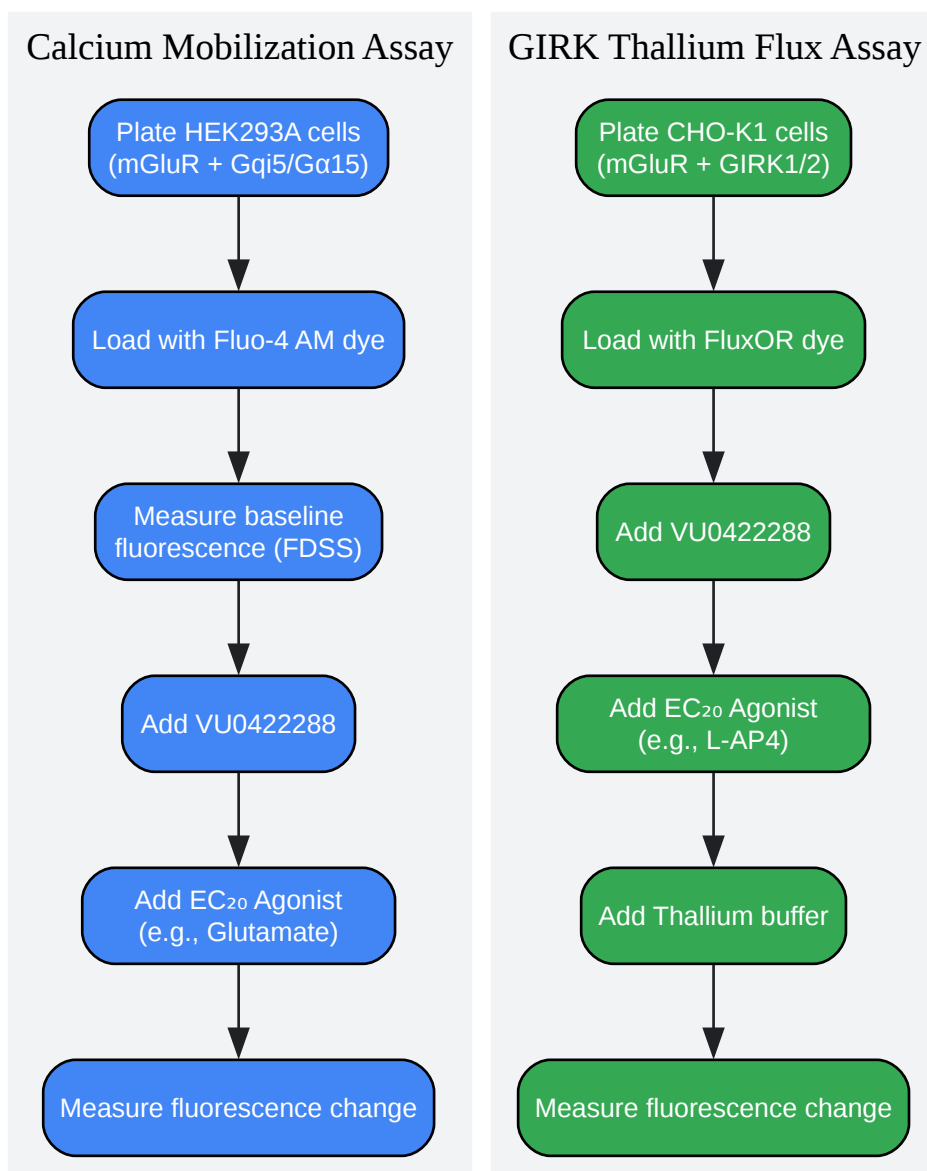 Calcium Mobilization Assay
Plate HEK293A cells
(mGluR + Gqi5/Gα15)
Load with Fluo-4 AM dye
Measure baseline
fluorescence (FDSS)
Add VU0422288
Add EC₂₀ Agonist
(e.g., Glutamate)
Measure fluorescence change
GIRK Thallium Flux Assay
Plate CHO-K1 cells
(mGluR + GIRK1/2)
Load with FluxOR dye
Add VU0422288
Add EC₂₀ Agonist
(e.g., L-AP4)
Add Thallium buffer
Measure fluorescence change